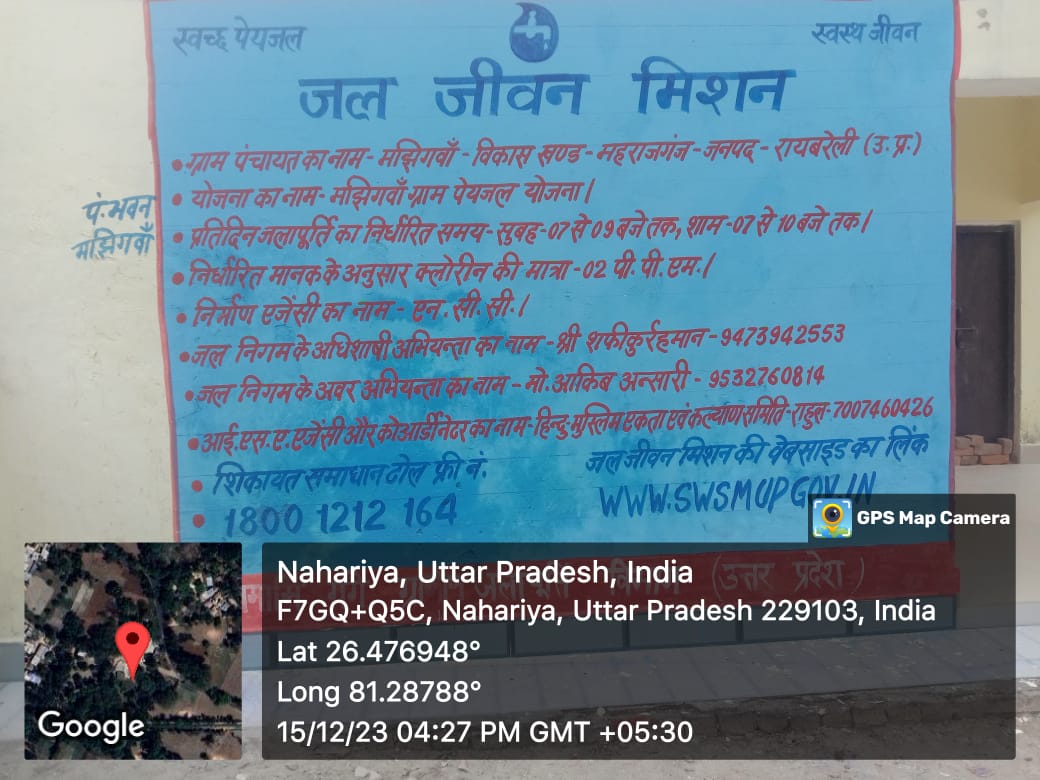 स्वच्छ पेयजल
स्वस्थ जीवन
जल जीवन मिशन
• ग्राम पंचायत का नाम- मझिगवाँ - विकास खण्ड - महराजगंज - जनपद - रायबरेली (उ.प्र.)
• योजना का नाम- मझिगवाँ ग्राम पेयजल योजना।
पं.भवन
मझिगवाँ
• प्रतिदिन जलापूर्ति का निर्धारित समय- सुबह-07 से 09 बजे तक, शाम-07 से 10 बजे तक।
• निर्धारित मानक के अनुसार क्लोरीन की मात्रा -02 पी. पी. एम.।
• निर्माण एजेंसी का नाम - एन. सी. सी.।
• जल निगम के अधिशाषी अभियन्ता का नाम -श्री शफीकुर्रहमान - 9473942553
• जल निगम के अवर अभियन्ता का नाम - मो. आकिब अन्सारी - 9532760814
• आई.एस.ए.एजेंसी और कोआर्डीनेटर का नाम- हिन्दु-मुस्लिम एकता एवं कल्याण समिति- राहुल-7007460426
• शिकायत समाधान टोल फ्री नं.
• 1800 1212 164
जल जीवन मिशन की वेबसाइड का लिंक
WWW.SWSMUP.GOV.IN
(उत्तर प्रदेश)
GPS Map Camera
Nahariya, Uttar Pradesh, India
F7GQ+Q5C, Nahariya, Uttar Pradesh 229103, India
Lat 26.476948°
Long 81.28788°
15/12/23 04:27 PM GMT +05:30
Google